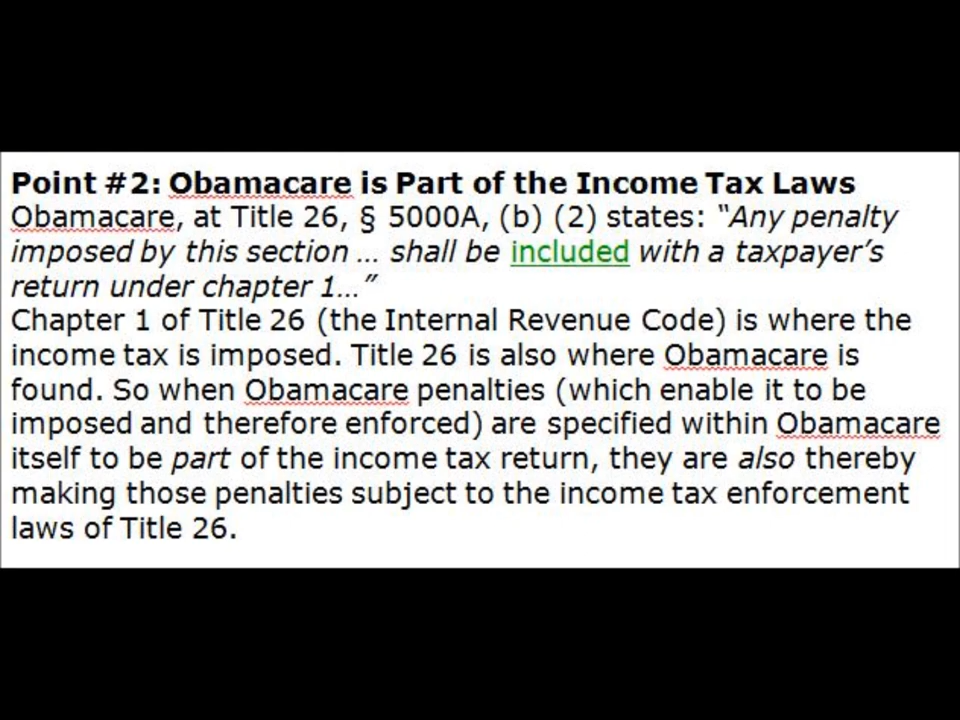 Point #2: Obamacare is Part of the Income Tax Laws
Obamacare, at Title 26, § 5000A, (b) (2) states: “Any penalty
imposed by this section … shall be included with a taxpayer’s
return under chapter 1…”
Chapter 1 of Title 26 (the Internal Revenue Code) is where the
income tax is imposed. Title 26 is also where Obamacare is
found. So when Obamacare penalties (which enable it to be
imposed and therefore enforced) are specified within Obamacare
itself to be part of the income tax return, they are also thereby
making those penalties subject to the income tax enforcement
laws of Title 26.